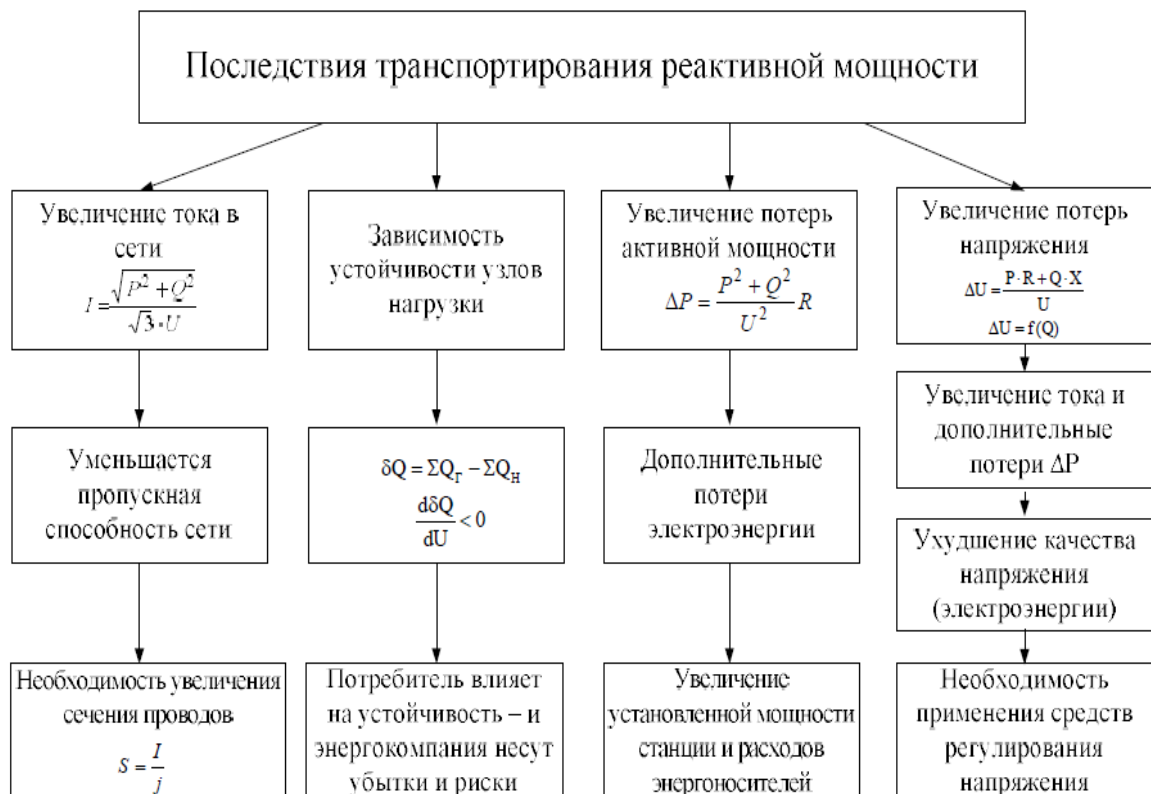 Последствия транспортирования реактивной мощности
Увеличение тока в
сети
I = √(P² + Q²) / (√3 · U)
Уменьшается
пропускная
способность сети
Необходимость увеличения
сечения проводов
S = I / j
Зависимость
устойчивости узлов
нагрузки
δQ = ΣQг − ΣQн
dδQ / dU < 0
Потребитель влияет
на устойчивость – и
энергокомпания несут
убытки и риски
Увеличение потерь
активной мощности
ΔP = (P² + Q²) / U² R
Дополнительные
потери
электроэнергии
Увеличение
установленной мощности
станции и расходов
энергоносителей
Увеличение потерь
напряжения
ΔU = (P·R + Q·X) / U
ΔU = f(Q)
Увеличение тока и
дополнительные
потери ΔP
Ухудшение качества
напряжения
(электроэнергии)
Необходимость
применения средств
регулирования
напряжения